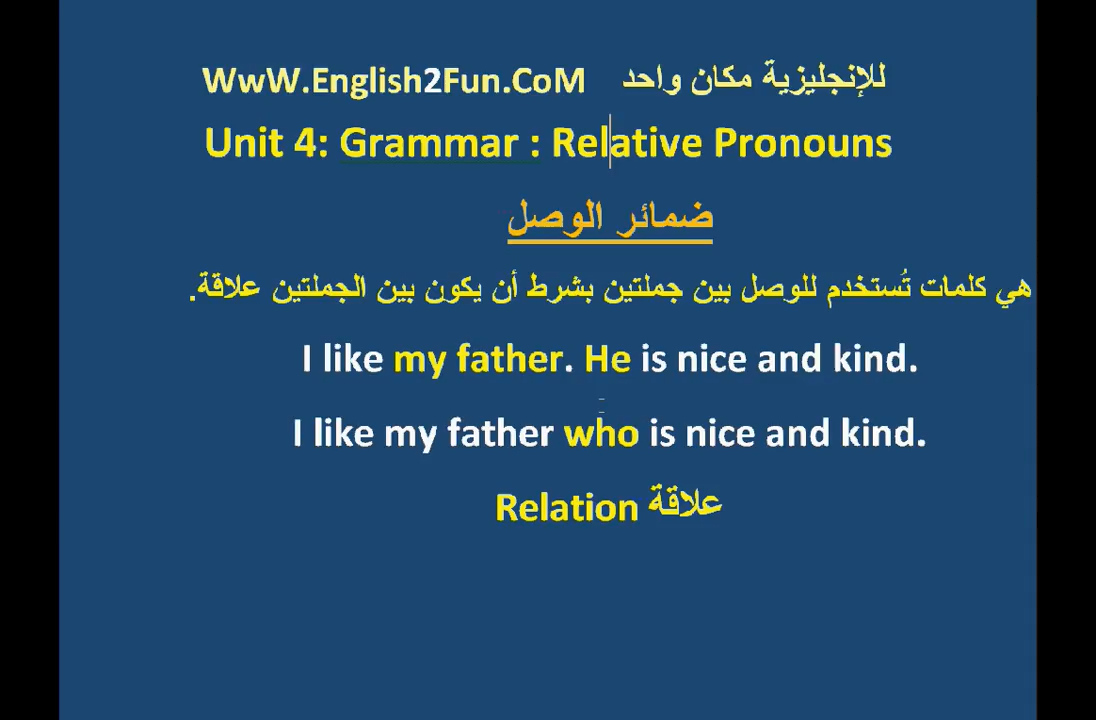 WwW.English2Fun.CoM للإنجليزية مكان واحد
Unit 4: Grammar : Relative Pronouns
ضمائر الوصل
هي كلمات تُستخدم للوصل بين جملتين بشرط أن يكون بين الجملتين علاقة.
I like my father. He is nice and kind.
I like my father who is nice and kind.
Relation علاقة